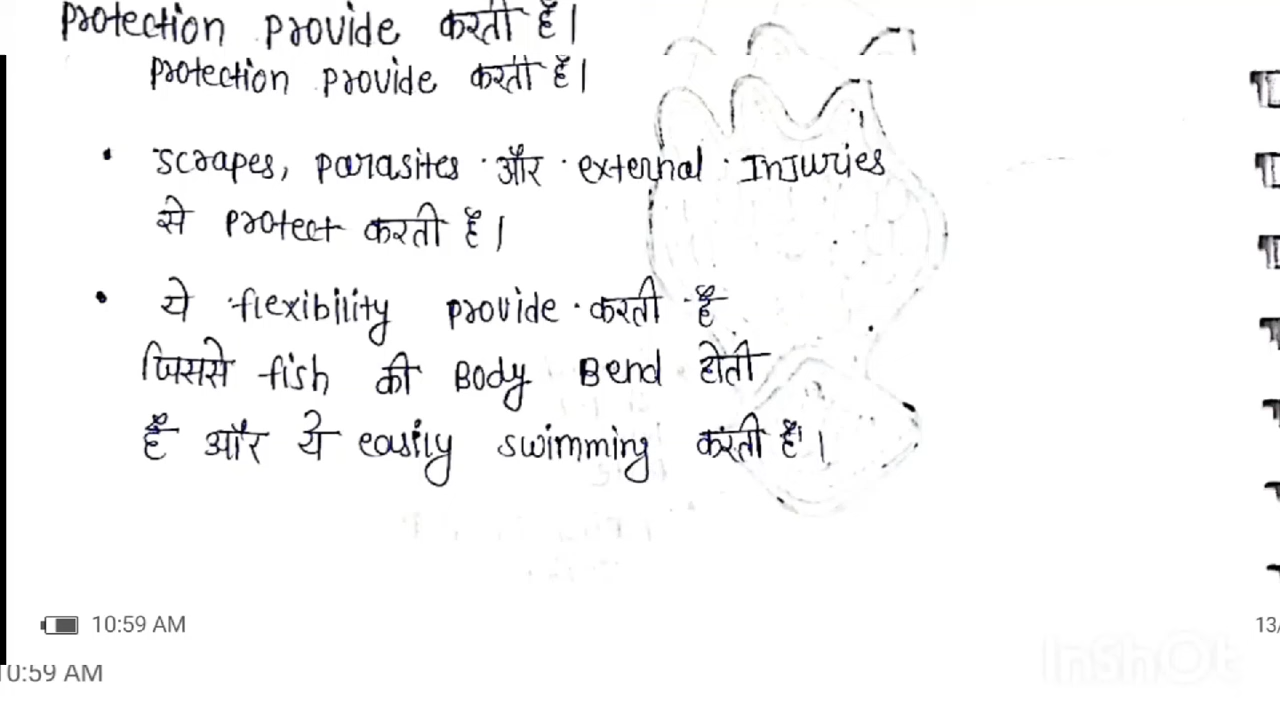 protection provide करती हैं।
protection provide करती हैं।
• scrapes, parasites और external Injuries
से protect करती हैं।
• ये flexibility provide करती हैं
जिससे fish की Body Bend होती
हैं और ये easily swimming करती हैं।
10:59 AM
13/
10:59 AM
InShOt